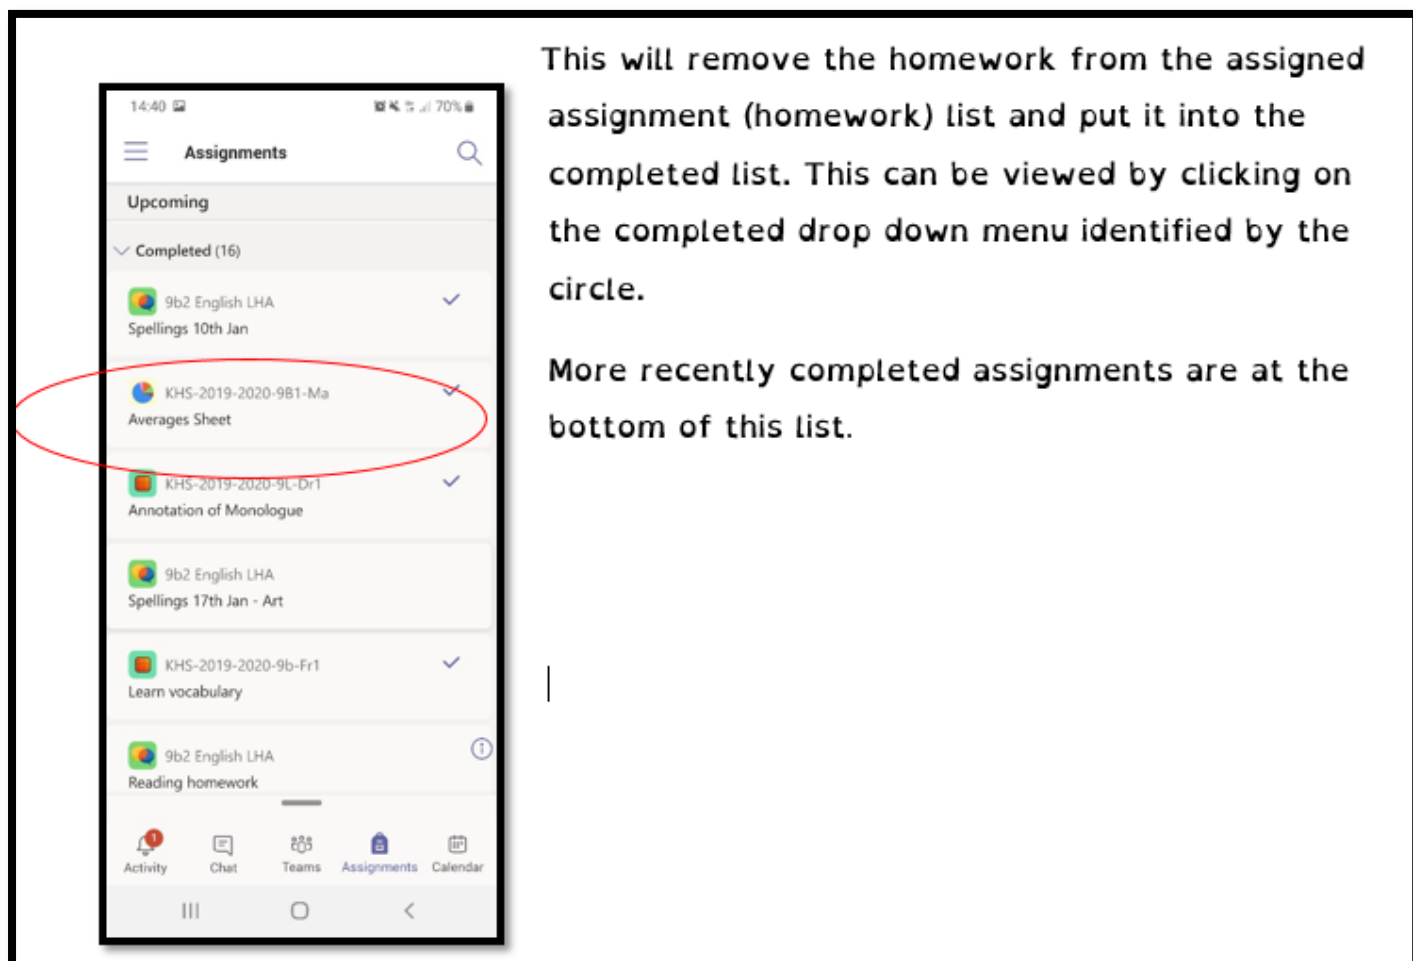 This will remove the homework from the assigned
assignment (homework) list and put it into the
completed list. This can be viewed by clicking on
the completed drop down menu identified by the
circle.
More recently completed assignments are at the
bottom of this list.
14:40 70%
Assignments
Upcoming
Completed (16)
9b2 English LHA
Spellings 10th Jan
KHS-2019-2020-9B1-Ma
Averages Sheet
KHS-2019-2020-9L-Dr1
Annotation of Monologue
9b2 English LHA
Spellings 17th Jan - Art
KHS-2019-2020-9b-Fr1
Learn vocabulary
9b2 English LHA
Reading homework
1
Activity Chat Teams Assignments Calendar